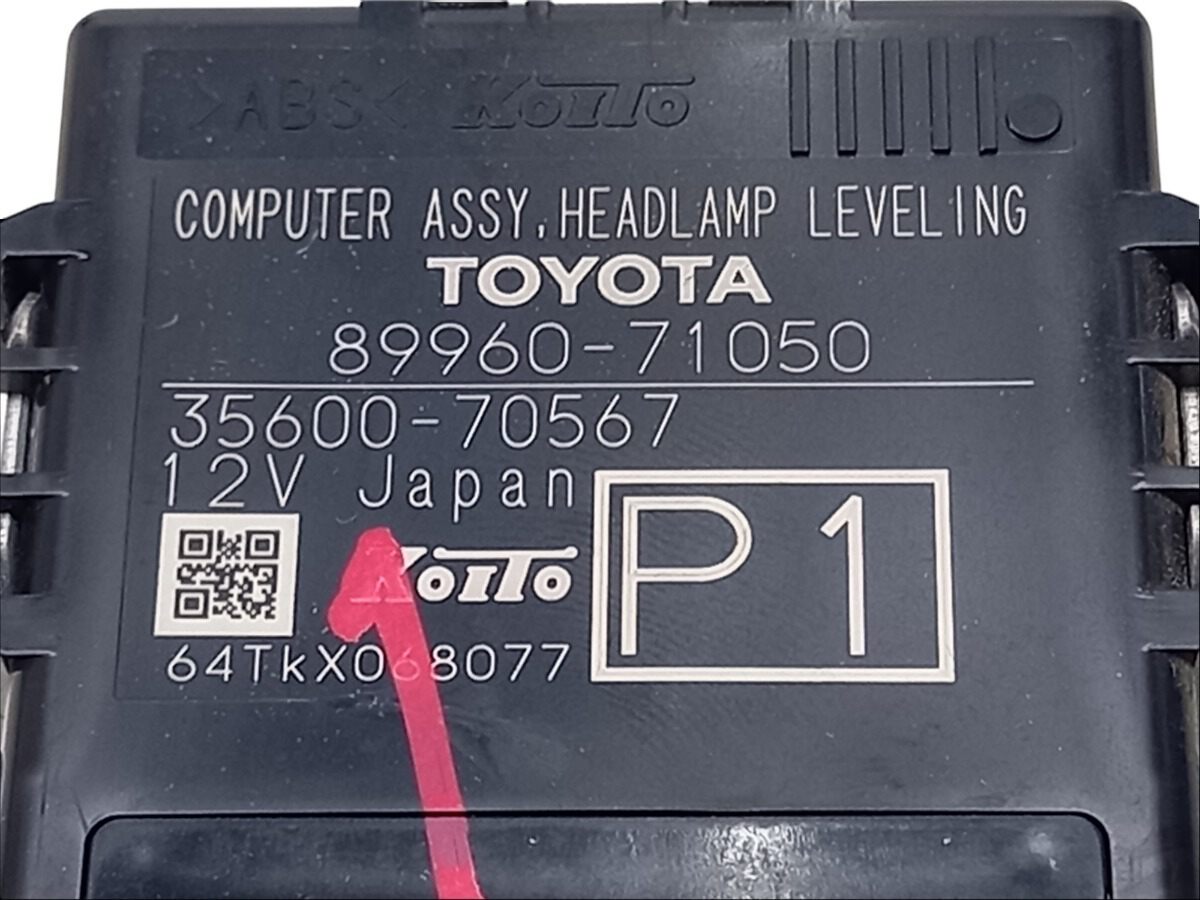 >ABS< KOITO
COMPUTER ASSY, HEADLAMP LEVELING
TOYOTA
89960-71050
35600-70567
12V Japan
KOITO
P1
64TkX068077